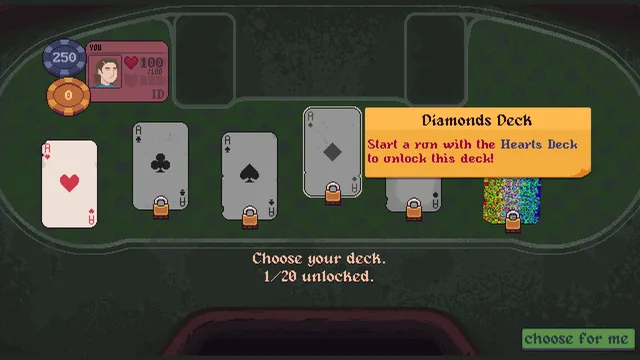 YOU
250
100
/100
0
ID
A
A
A
A
A
A
A
A
Diamonds Deck
Start a run with the Hearts Deck
to unlock this deck!
Choose your deck.
1/20 unlocked.
choose for me